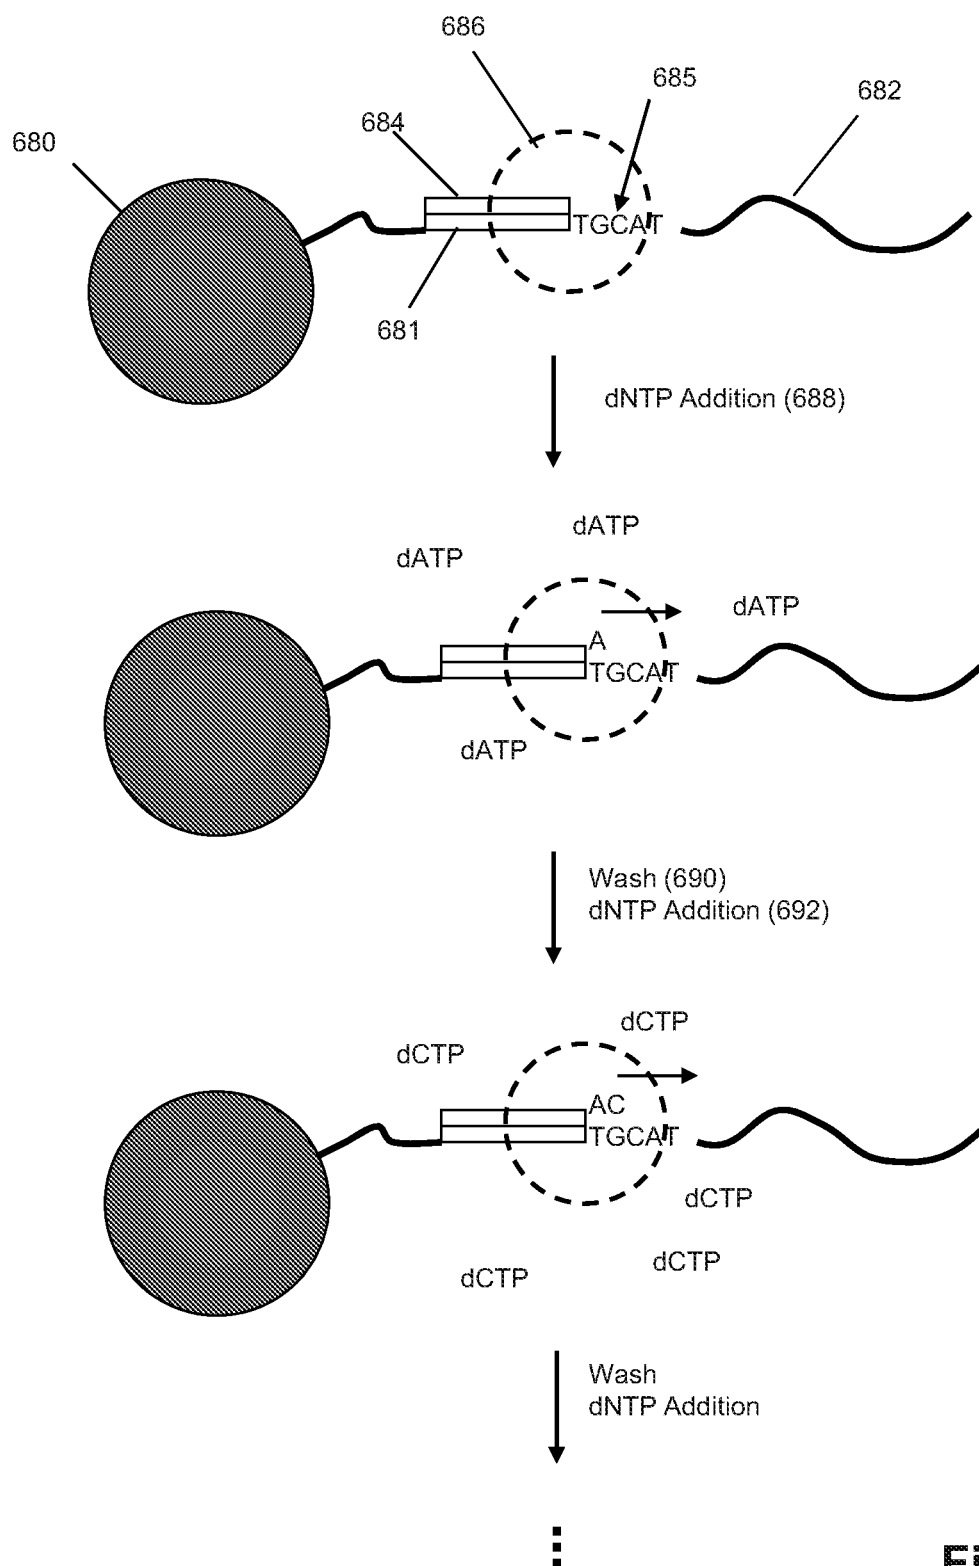 686
685
682
684
680
TGCAT
681
dNTP Addition (688)
dATP
dATP
dATP
A
TGCAT
dATP
Wash (690)
dNTP Addition (692)
dCTP
dCTP
AC
TGCAT
dCTP
dCTP
dCTP
Wash
dNTP Addition